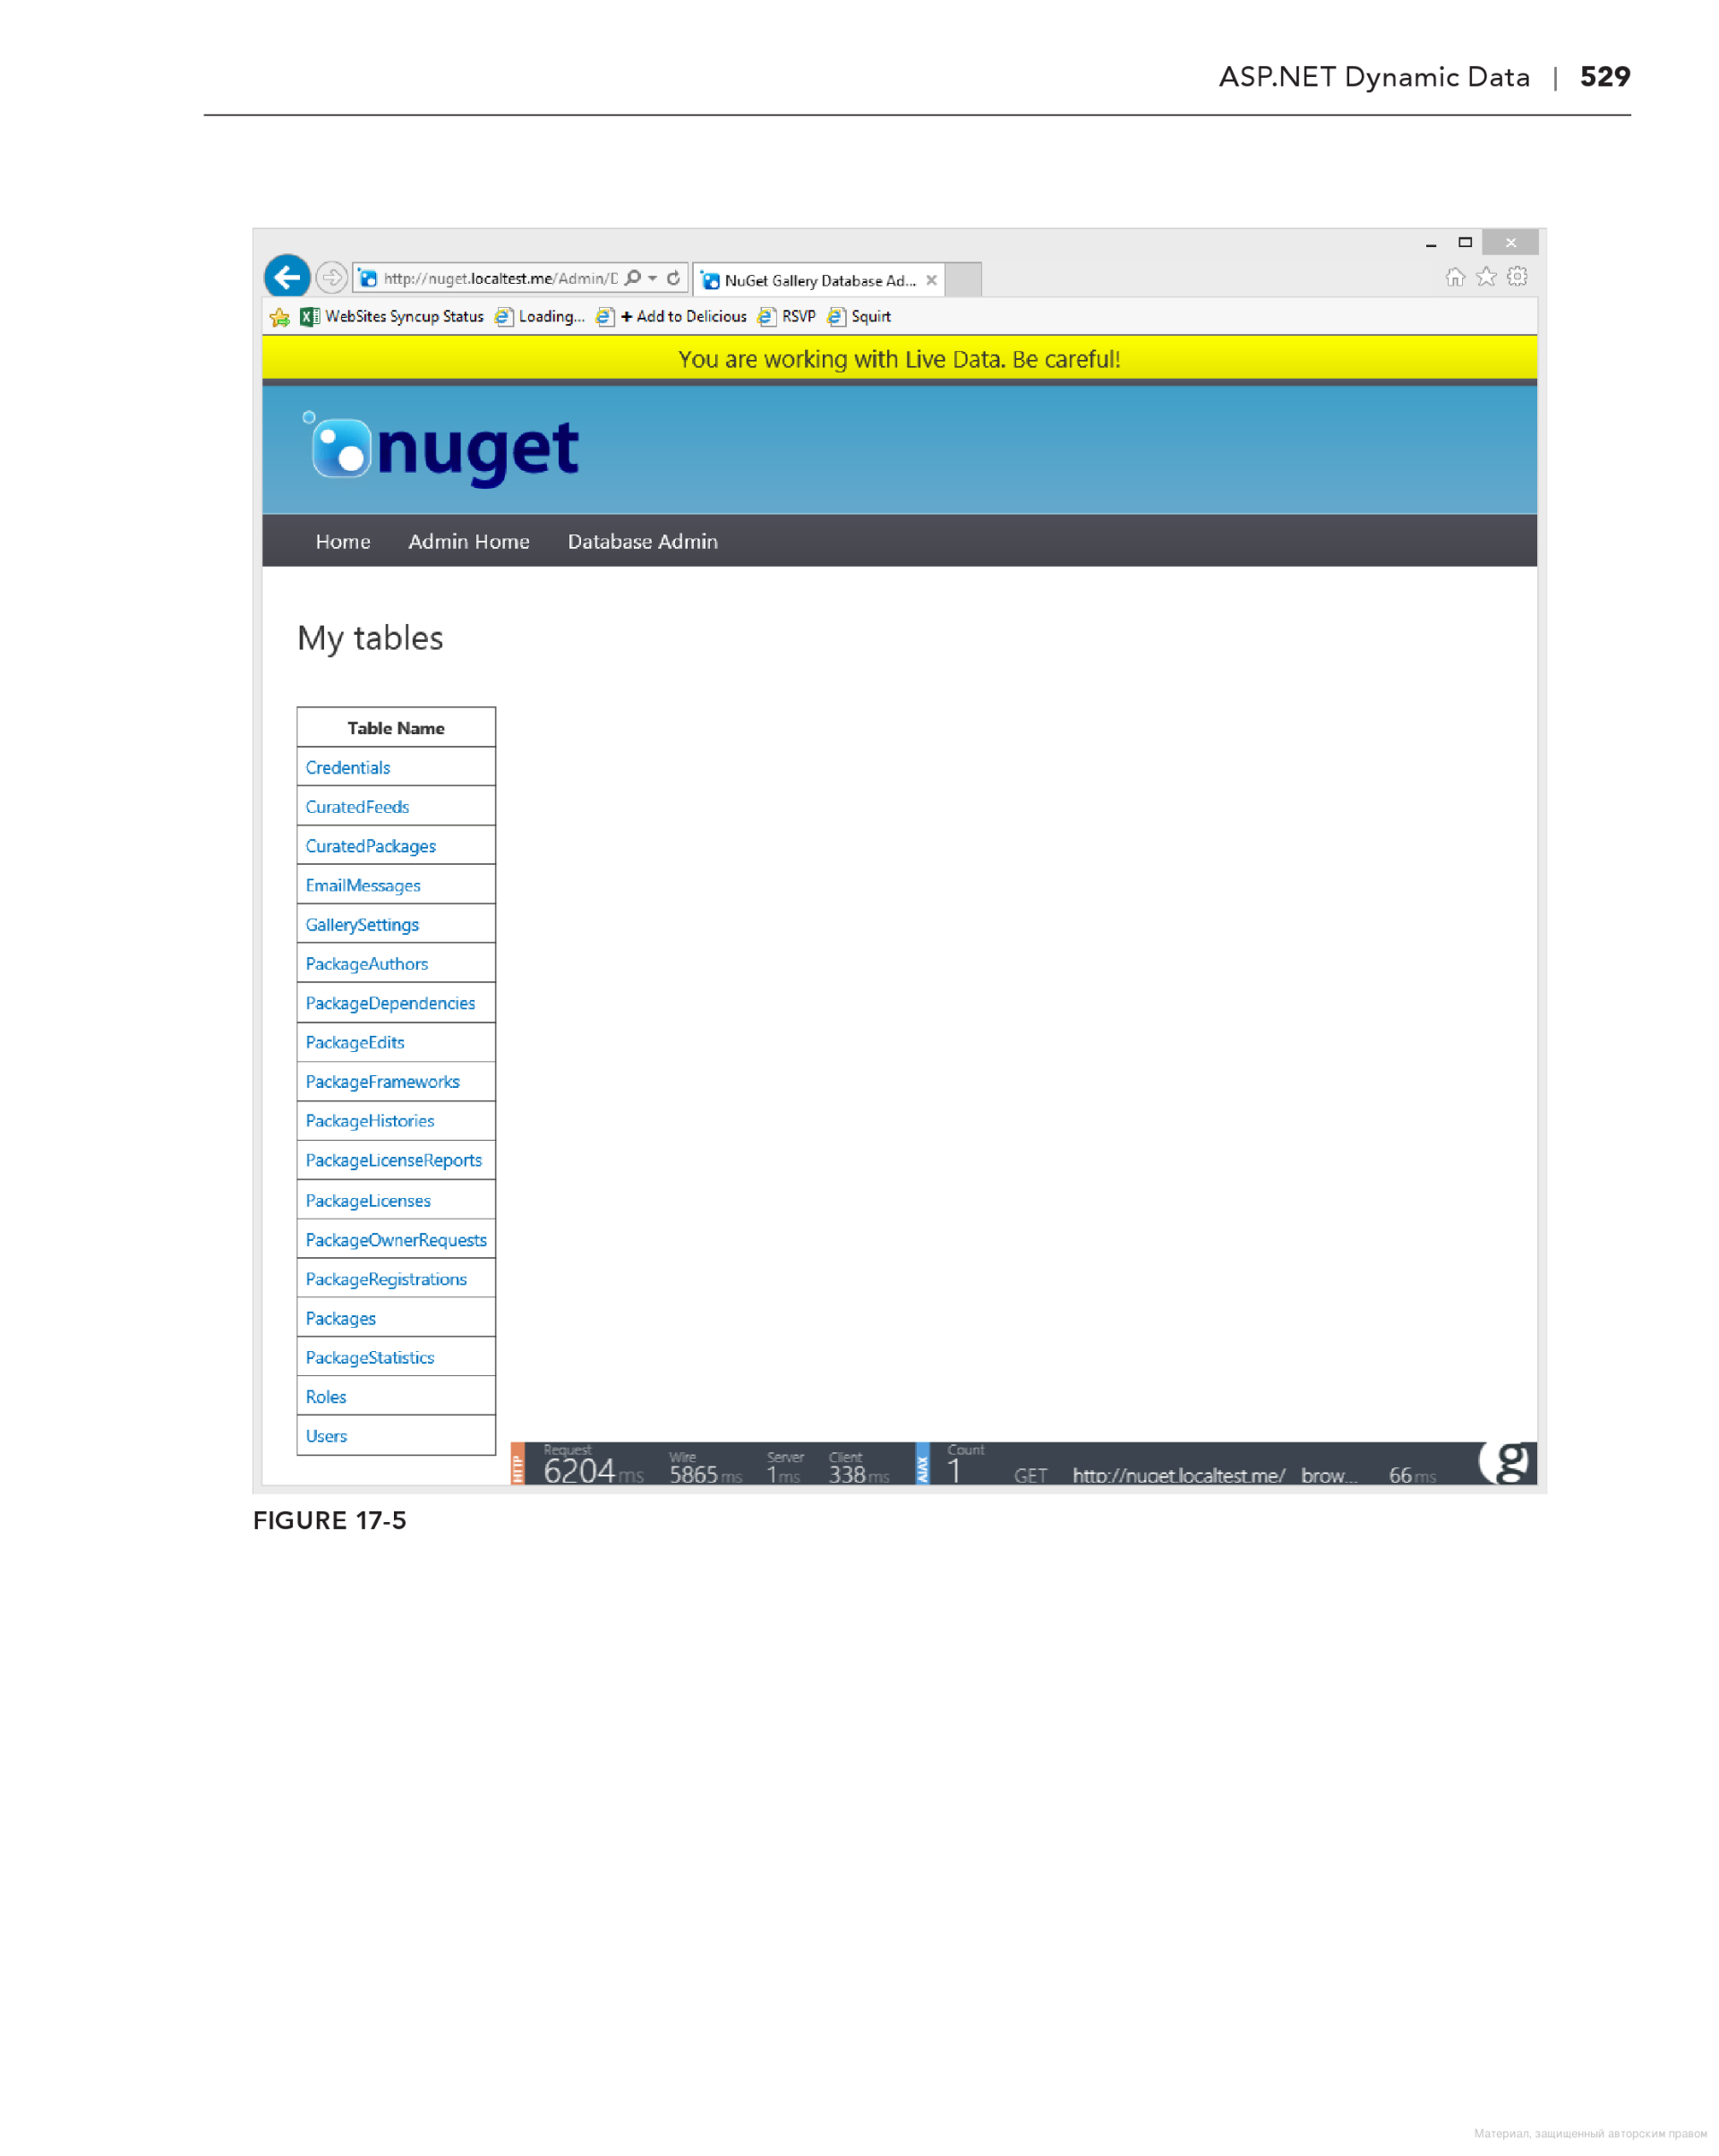 ASP.NET Dynamic Data | 529
http://nuget.localtest.me/Admin/D
NuGet Gallery Database Ad...
WebSites Syncup Status Loading... + Add to Delicious RSVP Squirt
You are working with Live Data. Be careful!
nuget
Home Admin Home Database Admin
My tables
Table Name
Credentials
CuratedFeeds
CuratedPackages
EmailMessages
GallerySettings
PackageAuthors
PackageDependencies
PackageEdits
PackageFrameworks
PackageHistories
PackageLicenseReports
PackageLicenses
PackageOwnerRequests
PackageRegistrations
Packages
PackageStatistics
Roles
Users
HTTP Request 6204 ms Wire 5865 ms Server 1 ms Client 338 ms AJAX Count 1 GET http://nuget.localtest.me/__brow... 66 ms g
FIGURE 17-5
Материал, защищенный авторским правом